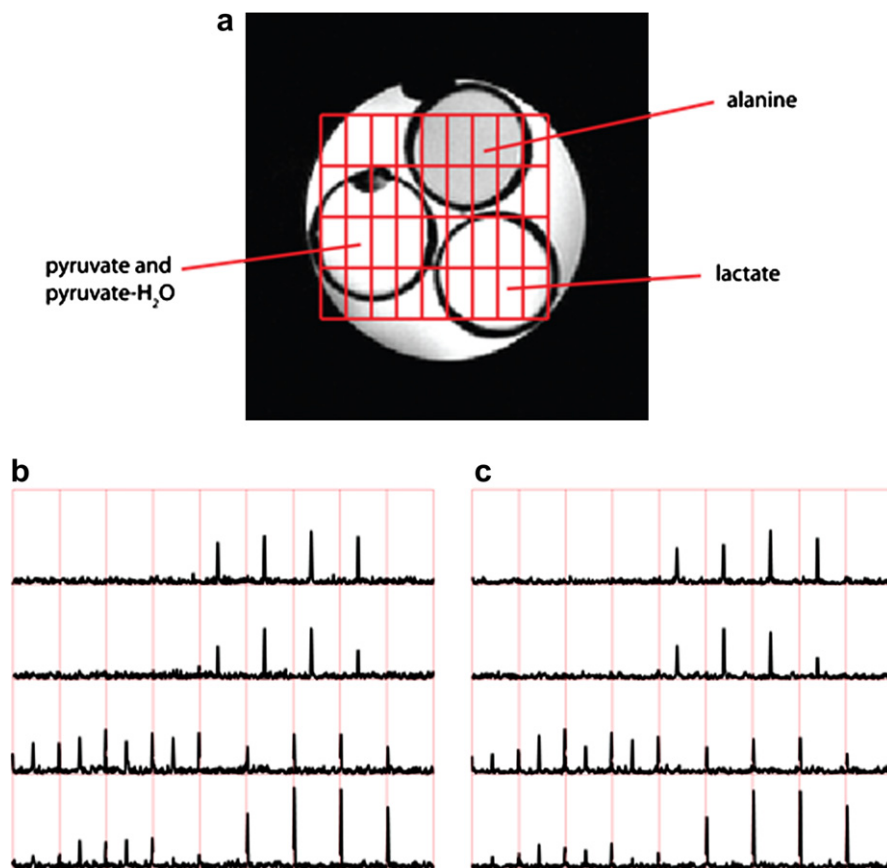 a
alanine
pyruvate and
pyruvate-H₂O
lactate
b
c